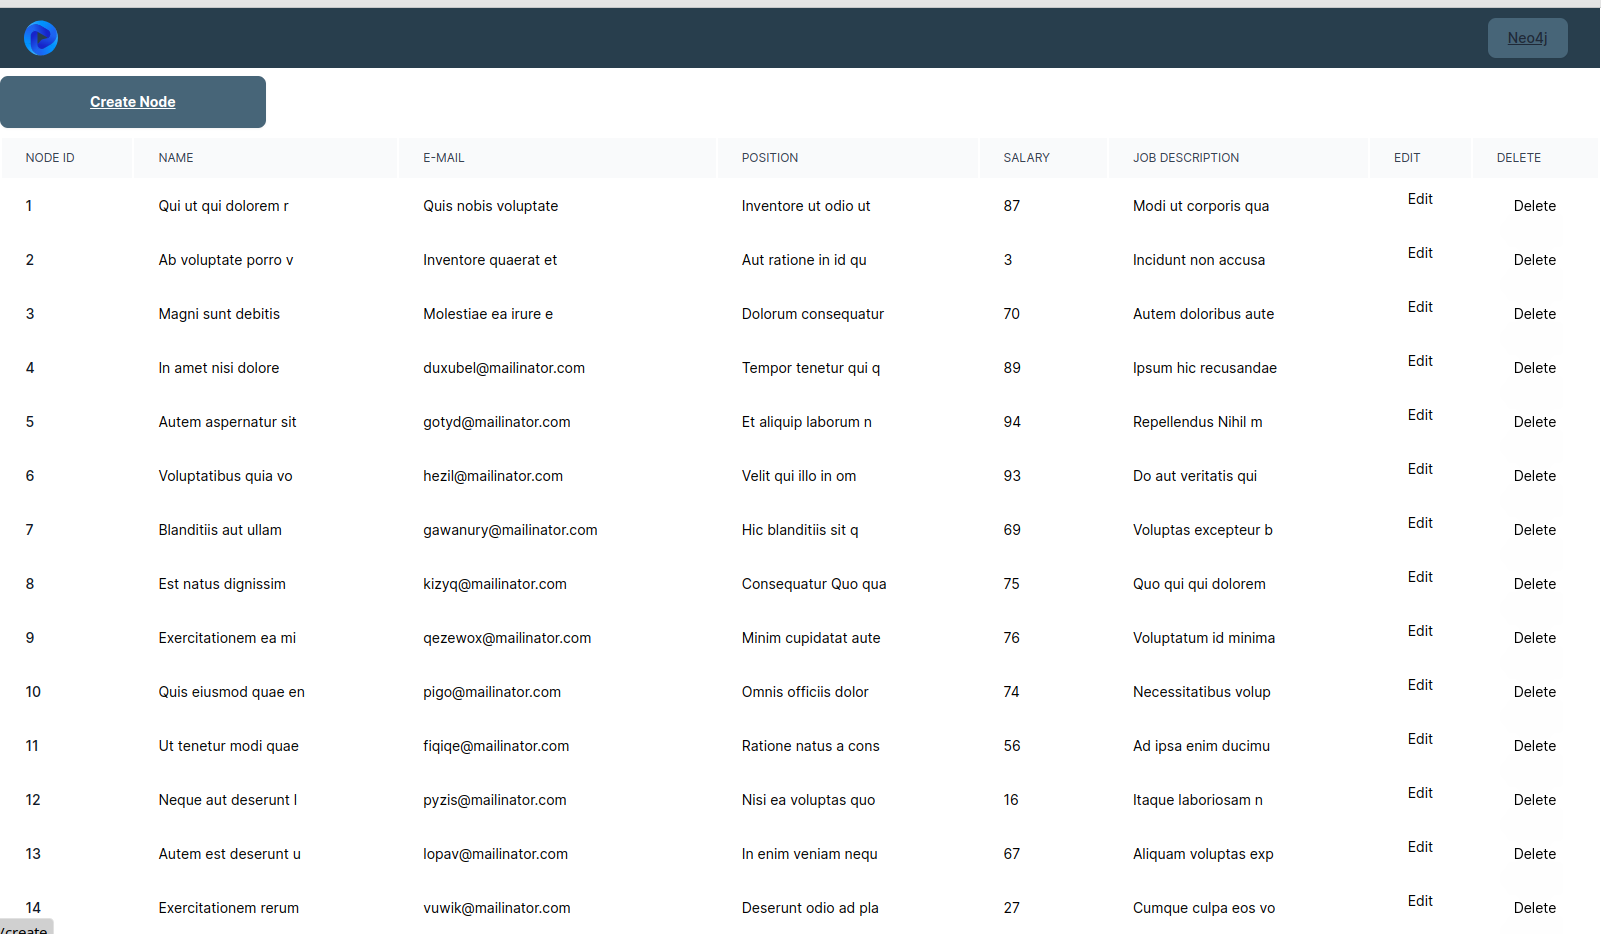 Neo4j
Create Node
NODE ID NAME E-MAIL POSITION SALARY JOB DESCRIPTION EDIT DELETE
1 Qui ut qui dolorem r Quis nobis voluptate Inventore ut odio ut 87 Modi ut corporis qua Edit Delete
2 Ab voluptate porro v Inventore quaerat et Aut ratione in id qu 3 Incidunt non accusa Edit Delete
3 Magni sunt debitis Molestiae ea irure e Dolorum consequatur 70 Autem doloribus aute Edit Delete
4 In amet nisi dolore duxubel@mailinator.com Tempor tenetur qui q 89 Ipsum hic recusandae Edit Delete
5 Autem aspernatur sit gotyd@mailinator.com Et aliquip laborum n 94 Repellendus Nihil m Edit Delete
6 Voluptatibus quia vo hezil@mailinator.com Velit qui illo in om 93 Do aut veritatis qui Edit Delete
7 Blanditiis aut ullam gawanury@mailinator.com Hic blanditiis sit q 69 Voluptas excepteur b Edit Delete
8 Est natus dignissim kizyq@mailinator.com Consequatur Quo qua 75 Quo qui qui dolorem Edit Delete
9 Exercitationem ea mi qezewox@mailinator.com Minim cupidatat aute 76 Voluptatum id minima Edit Delete
10 Quis eiusmod quae en pigo@mailinator.com Omnis officiis dolor 74 Necessitatibus volup Edit Delete
11 Ut tenetur modi quae fiqiqe@mailinator.com Ratione natus a cons 56 Ad ipsa enim ducimu Edit Delete
12 Neque aut deserunt l pyzis@mailinator.com Nisi ea voluptas quo 16 Itaque laboriosam n Edit Delete
13 Autem est deserunt u lopav@mailinator.com In enim veniam nequ 67 Aliquam voluptas exp Edit Delete
14 Exercitationem rerum vuwik@mailinator.com Deserunt odio ad pla 27 Cumque culpa eos vo Edit Delete
/create